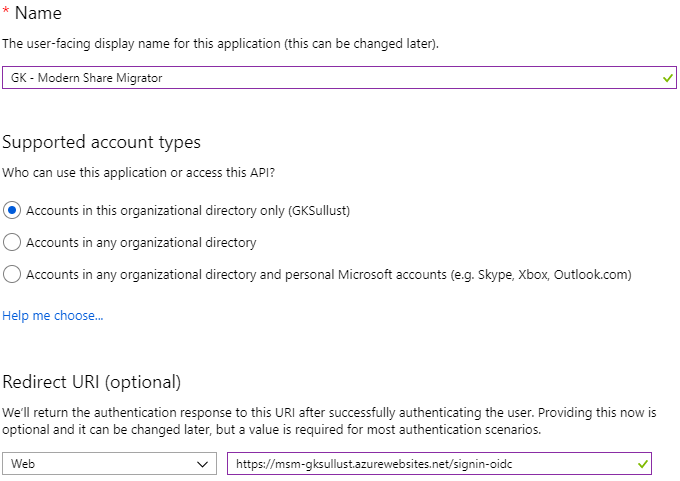 * Name
The user-facing display name for this application (this can be changed later).
GK - Modern Share Migrator
Supported account types
Who can use this application or access this API?
Accounts in this organizational directory only (GKSullust)
Accounts in any organizational directory
Accounts in any organizational directory and personal Microsoft accounts (e.g. Skype, Xbox, Outlook.com)
Help me choose...
Redirect URI (optional)
We'll return the authentication response to this URI after successfully authenticating the user. Providing this now is
optional and it can be changed later, but a value is required for most authentication scenarios.
Web https://msm-gksullust.azurewebsites.net/signin-oidc